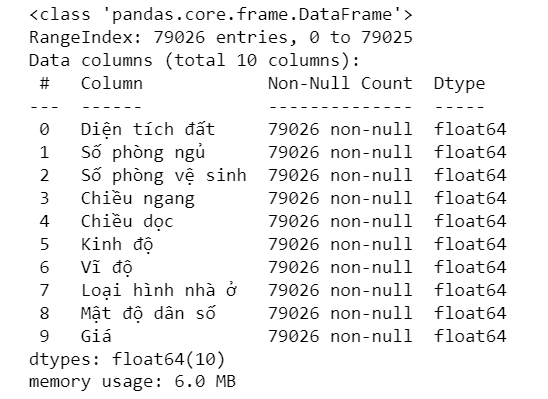 <class 'pandas.core.frame.DataFrame'>
RangeIndex: 79026 entries, 0 to 79025
Data columns (total 10 columns):
 #   Column             Non-Null Count  Dtype
---  ------             --------------  -----
 0   Diện tích đất      79026 non-null  float64
 1   Số phòng ngủ       79026 non-null  float64
 2   Số phòng vệ sinh   79026 non-null  float64
 3   Chiều ngang        79026 non-null  float64
 4   Chiều dọc          79026 non-null  float64
 5   Kinh độ            79026 non-null  float64
 6   Vĩ độ              79026 non-null  float64
 7   Loại hình nhà ở    79026 non-null  float64
 8   Mật độ dân số      79026 non-null  float64
 9   Giá                79026 non-null  float64
dtypes: float64(10)
memory usage: 6.0 MB